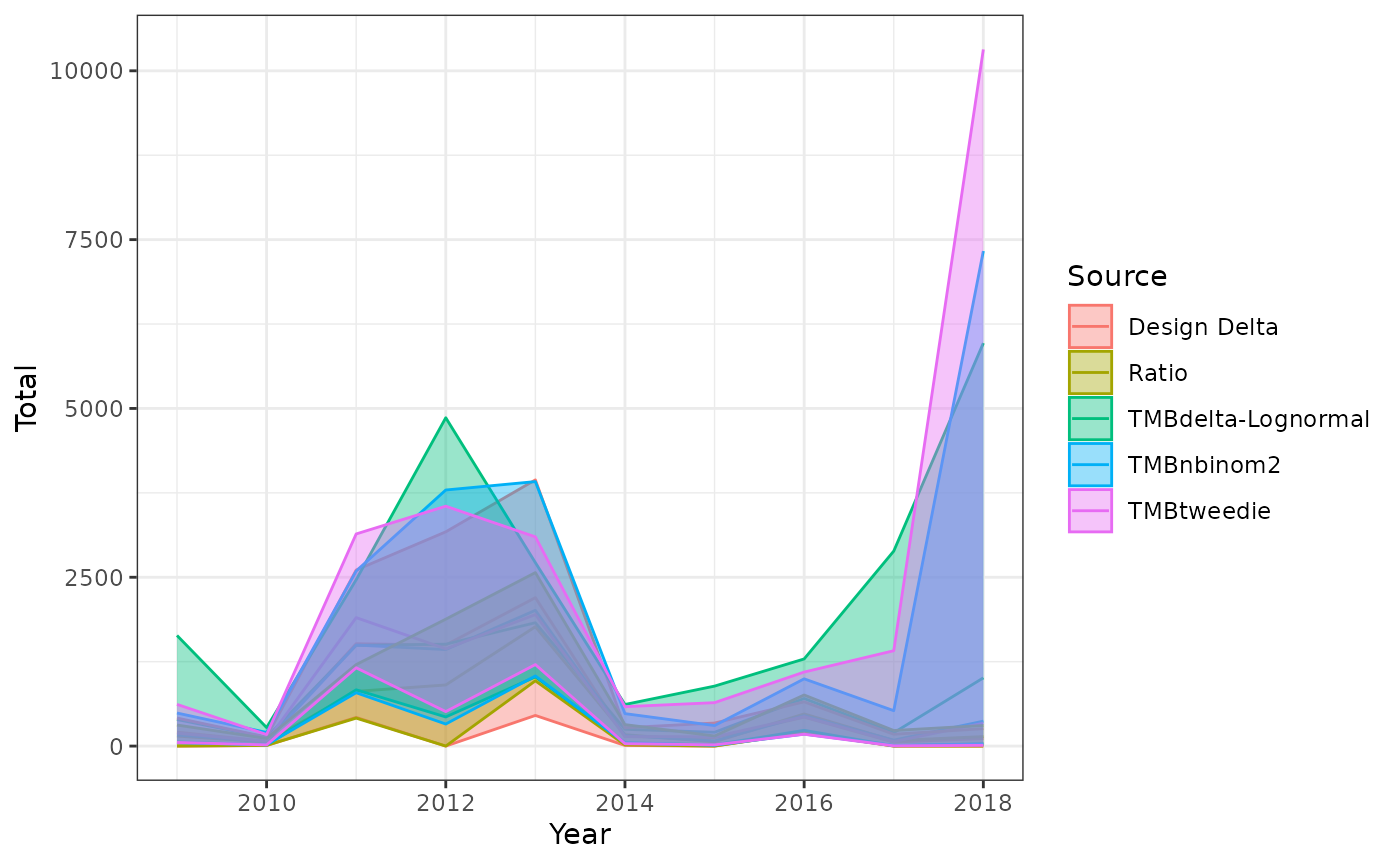 10000
7500
5000
2500
0
Total
2010
2012
2014
2016
2018
Year
Source
Design Delta
Ratio
TMBdelta-Lognormal
TMBnbinom2
TMBtweedie